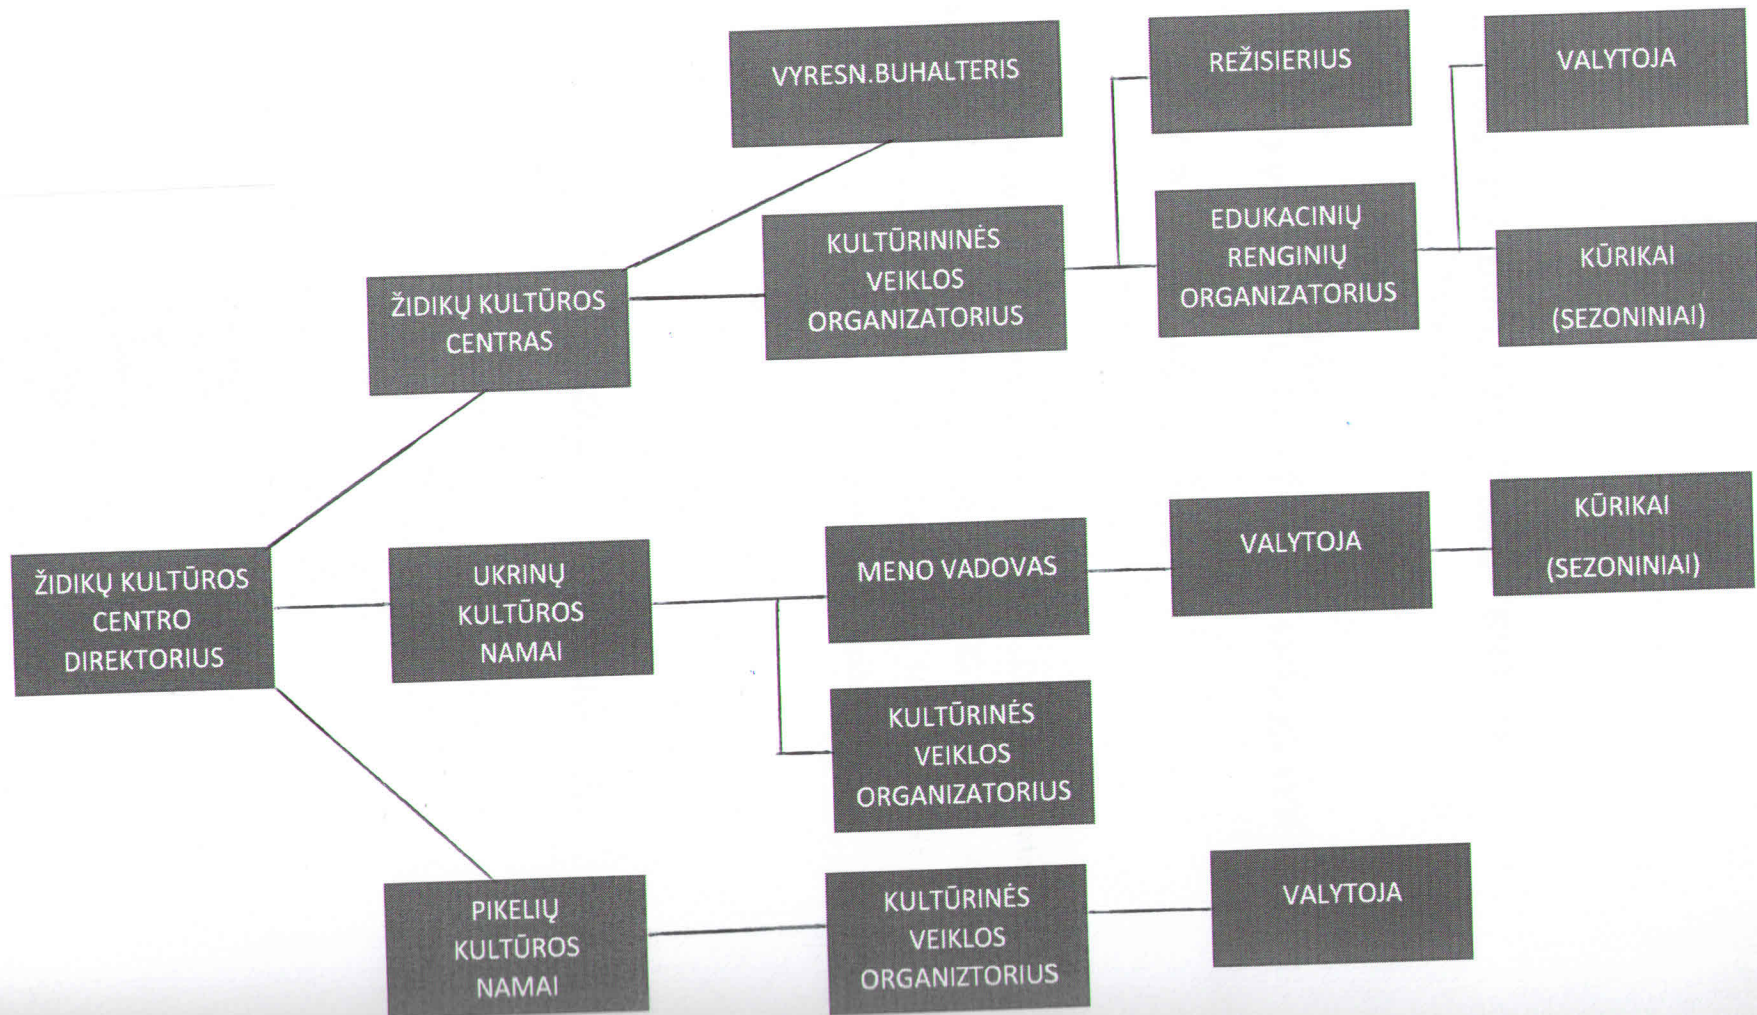 VYRESN.BUHALTERIS
REŽISIERIUS
VALYTOJA
KULTŪRININĖS
VEIKLOS
ORGANIZATORIUS
EDUKACINIŲ
RENGINIŲ
ORGANIZATORIUS
KŪRIKAI
(SEZONINIAI)
ŽIDIKŲ KULTŪROS
CENTRAS
ŽIDIKŲ KULTŪROS
CENTRO
DIREKTORIUS
UKRINŲ
KULTŪROS
NAMAI
MENO VADOVAS
VALYTOJA
KŪRIKAI
(SEZONINIAI)
KULTŪRINĖS
VEIKLOS
ORGANIZATORIUS
PIKELIŲ
KULTŪROS
NAMAI
KULTŪRINĖS
VEIKLOS
ORGANIZTORIUS
VALYTOJA